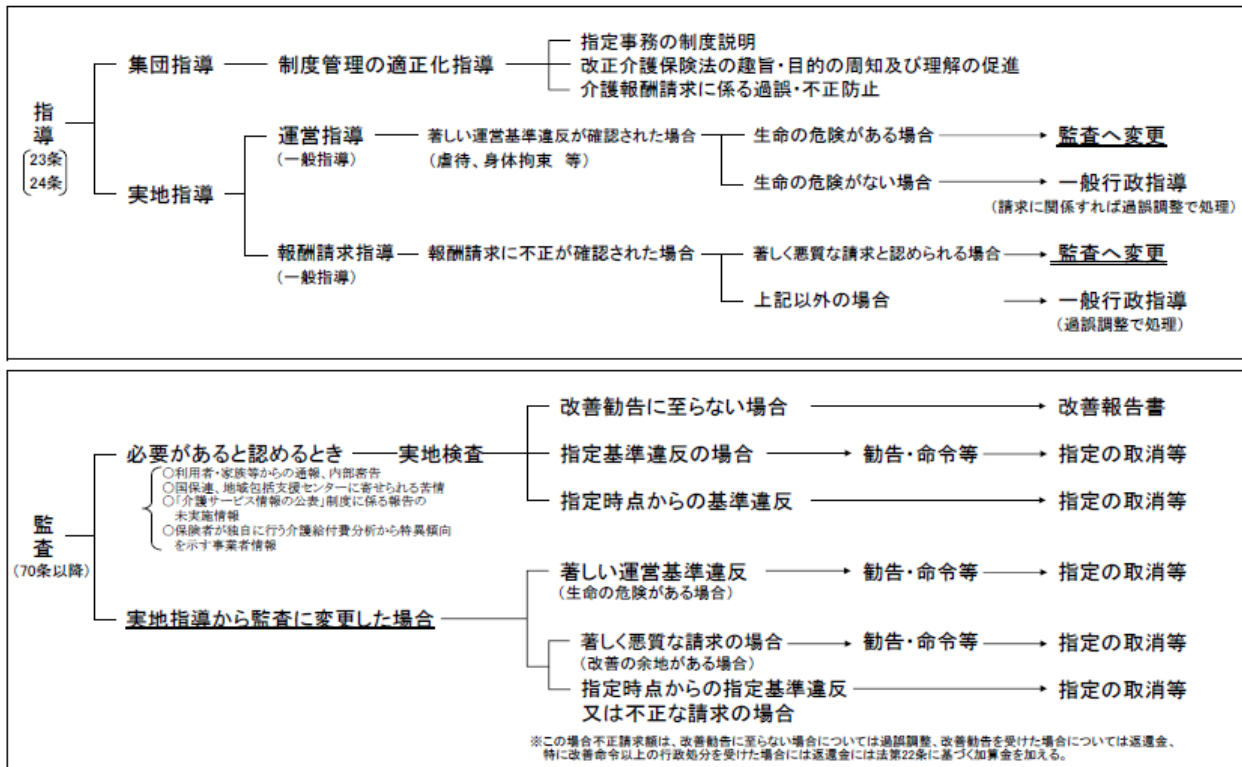 指導
23条
24条
集団指導
制度管理の適正化指導
指定事務の制度説明
改正介護保険法の趣旨・目的の周知及び理解の促進
介護報酬請求に係る過誤・不正防止
実地指導
運営指導
(一般指導)
著しい運営基準違反が確認された場合
(虐待、身体拘束 等)
生命の危険がある場合
監査へ変更
生命の危険がない場合
一般行政指導
(請求に関係すれば過誤調整で処理)
報酬請求指導
(一般指導)
報酬請求に不正が確認された場合
著しく悪質な請求と認められる場合
監査へ変更
上記以外の場合
一般行政指導
(過誤調整で処理)
監査
(70条以降)
必要があると認めるとき
○利用者・家族等からの通報、内部密告
○国保連、地域包括支援センターに寄せられる苦情
○「介護サービス情報の公表」制度に係る報告の
未実施情報
○保険者が独自に行う介護給付費分析から特異傾向
を示す事業者情報
実地検査
改善勧告に至らない場合
改善報告書
指定基準違反の場合
勧告・命令等
指定の取消等
指定時点からの基準違反
指定の取消等
実地指導から監査に変更した場合
著しい運営基準違反
(生命の危険がある場合)
勧告・命令等
指定の取消等
著しく悪質な請求の場合
(改善の余地がある場合)
勧告・命令等
指定の取消等
指定時点からの指定基準違反
又は不正な請求の場合
指定の取消等
※この場合不正請求額は、改善勧告に至らない場合については過誤調整、改善勧告を受けた場合については返還金、
特に改善命令以上の行政処分を受けた場合には返還金には法第22条に基づく加算金を加える。